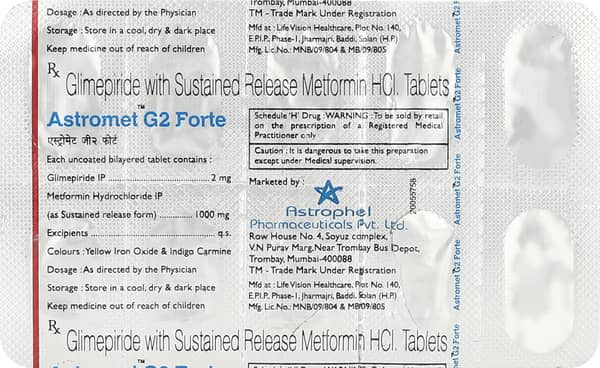 Dosage : As directed by the Physician
Storage : Store in a cool, dry & dark place
Keep medicine out of reach of children
Trombay, Mumbai-400088
TM - Trade Mark Under Registration
Mfd at : Life Vision Healthcare, Plot No. 140,
E.P.I.P., Phase-1, Jharmajri, Baddi, Solan (H.P.)
Mfg. Lic. No.: MNB/09/804 & MB/09/805
Rx Glimepiride with Sustained Release Metformin HCl. Tablets
Astromet™ G2 Forte
एस्ट्रोमेट जी२ फोर्ट
Each uncoated bilayered tablet contains :
Glimepiride IP ........................ 2 mg
Metformin Hydrochloride IP
(as Sustained release form) .......... 1000 mg
Excipients ................................ q.s.
Colours : Yellow Iron Oxide & Indigo Carmine
Dosage : As directed by the Physician
Storage : Store in a cool, dry & dark place
Keep medicine out of reach of children
Schedule 'H' Drug : WARNING : To be sold by retail
on the prescription of a Registered Medical
Practitioner only
Caution : It is dangerous to take this preparation
except under Medical supervision.
Marketed by :
Astrophel
Pharmaceuticals Pvt. Ltd.
Row House No. 4, Soyuz complex,
V.N Purav Marg, Near Trombay Bus Depot,
Trombay, Mumbai-400088
TM - Trade Mark Under Registration
Mfd at : Life Vision Healthcare, Plot No. 140,
E.P.I.P., Phase-1, Jharmajri, Baddi, Solan (H.P.)
Mfg. Lic. No.: MNB/09/804 & MB/09/805
20055758
Rx Glimepiride with Sustained Release Metformin HCl. Tablets
Astromet™ G2 Forte
Astromet G2 Forte
Astromet G2 Forte
Astromet G2 Forte